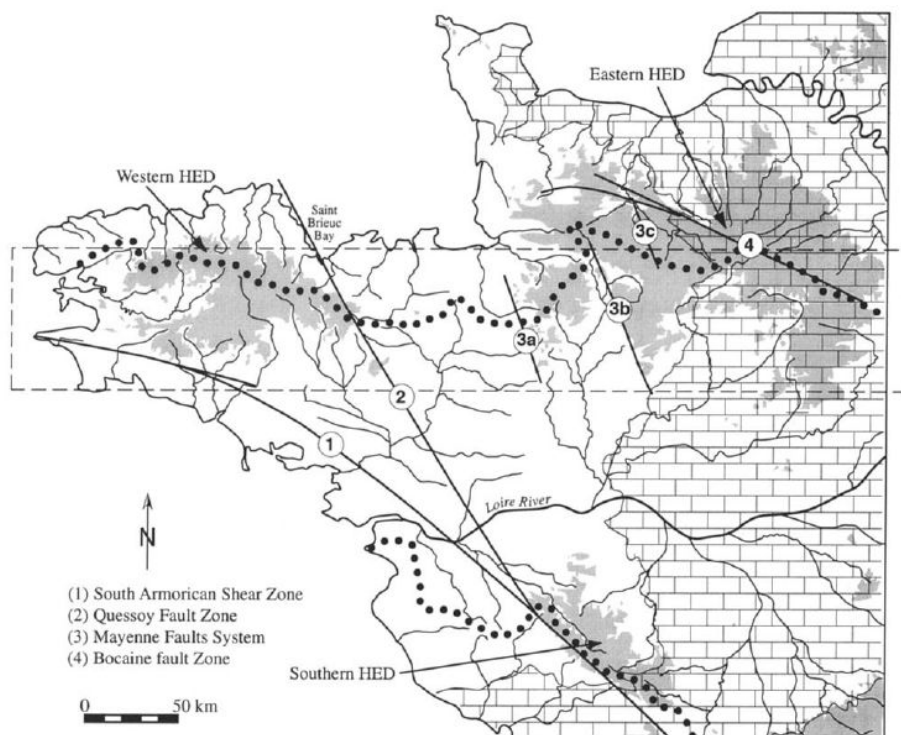 Eastern HED
Western HED
Saint
Brieuc
Bay
3c
4
3b
3a
2
1
Loire River
N
(1) South Armorican Shear Zone
(2) Quessoy Fault Zone
(3) Mayenne Faults System
(4) Bocaine fault Zone
Southern HED
0 50 km